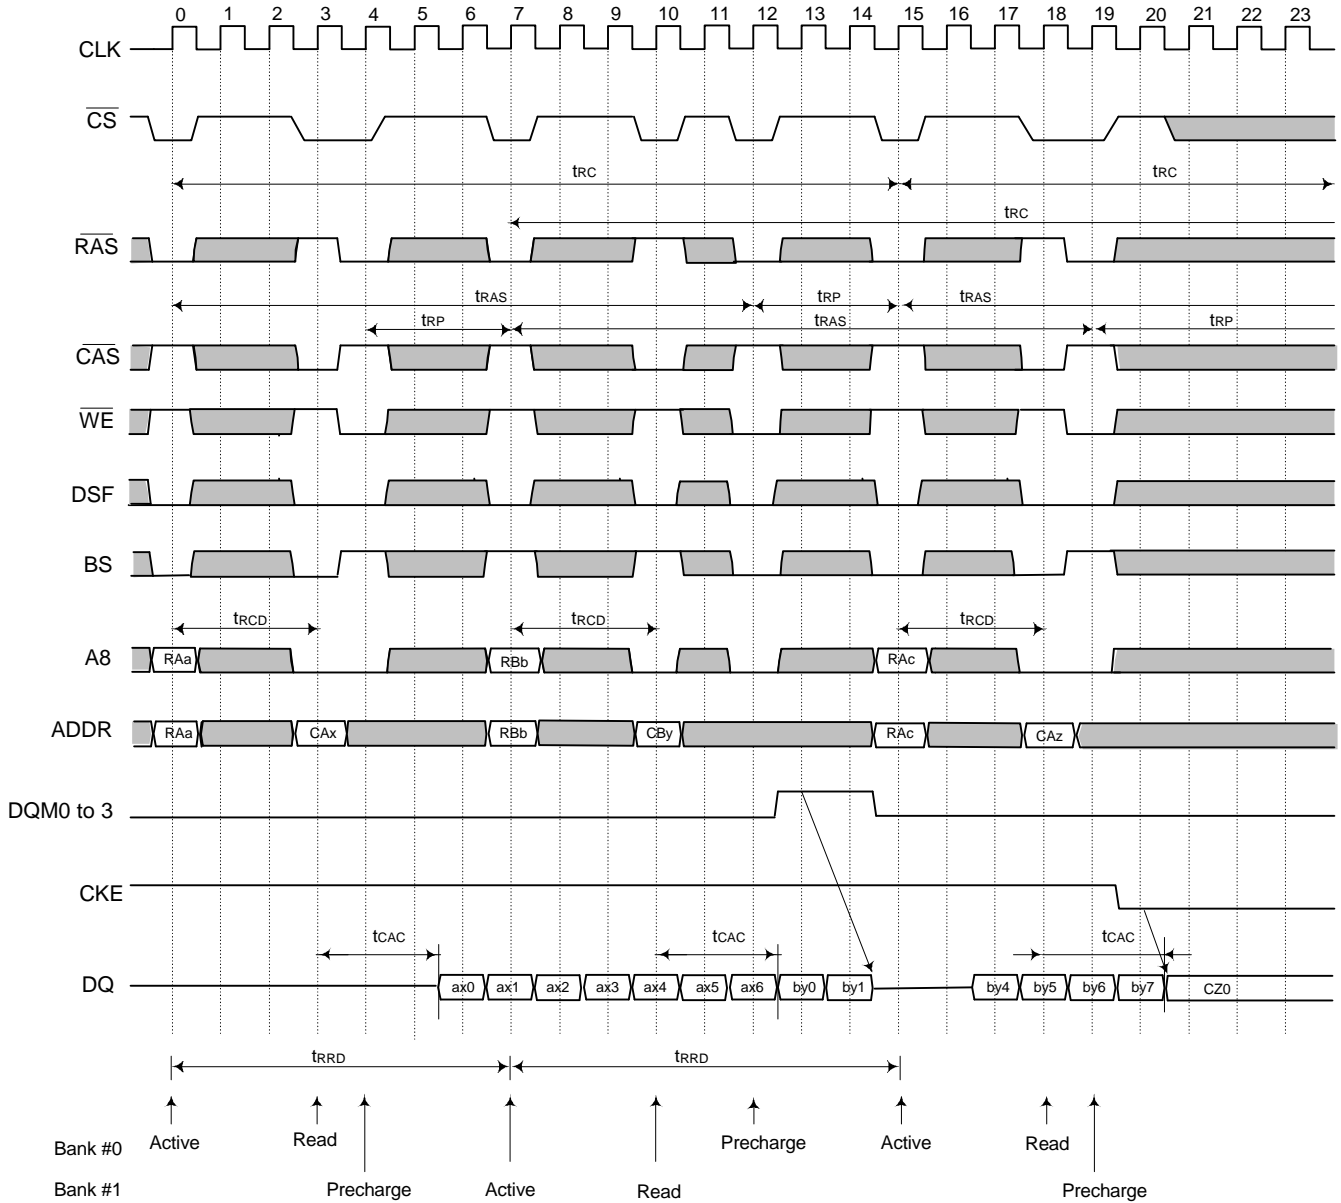 0 1 2 3 4 5 6 7 8 9 10 11 12 13 14 15 16 17 18 19 20 21 22 23
CLK
CS
tRC tRC
tRC
RAS
tRAS tRP tRAS
tRP tRAS tRP
CAS
WE
DSF
BS
tRCD tRCD tRCD
A8 RAa RBb RAc
ADDR RAa CAx RBb CBy RAc CAz
DQM0 to 3
CKE
tCAC tCAC tCAC
DQ ax0 ax1 ax2 ax3 ax4 ax5 ax6 by0 by1 by4 by5 by6 by7 CZ0
tRRD tRRD
Bank #0 Active Read Precharge Active Read
Bank #1 Precharge Active Read Precharge